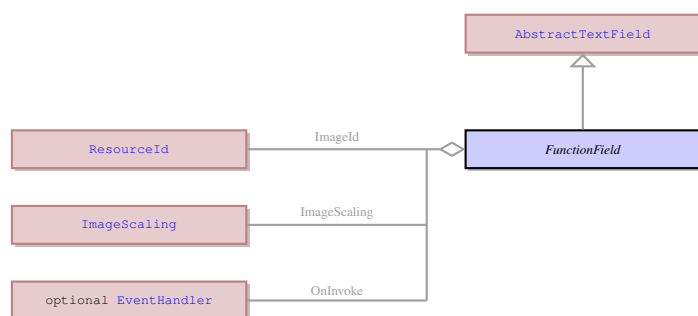 AbstractTextField
ImageId
ResourceId
FunctionField
ImageScaling
ImageScaling
OnInvoke
optional EventHandler